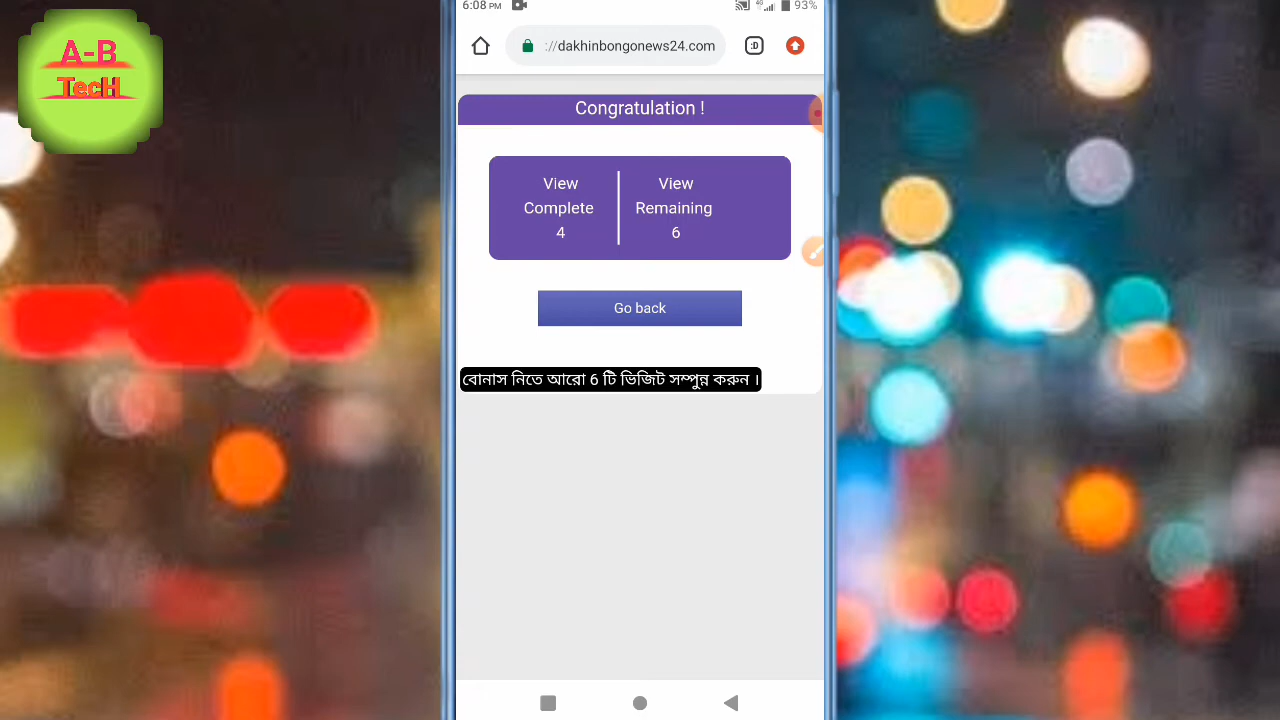 A-B
TecH
6:08 PM
4G
93%
://dakhinbongonews24.com
:D
Congratulation !
View
Complete
4
View
Remaining
6
Go back
বোনাস নিতে আরো 6 টি ভিজিট সম্পুন্ন করুন ।